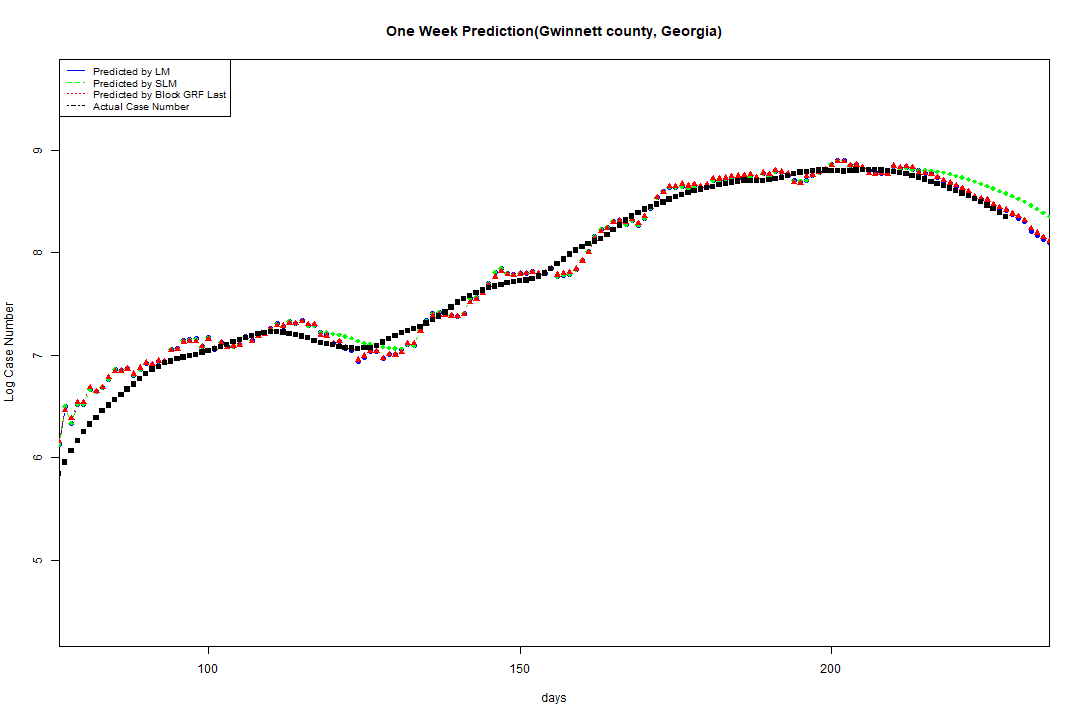 One Week Prediction(Gwinnett county, Georgia)
Predicted by LM
Predicted by SLM
Predicted by Block GRF Last
Actual Case Number
Log Case Number
9
8
7
6
5
100 150 200
days